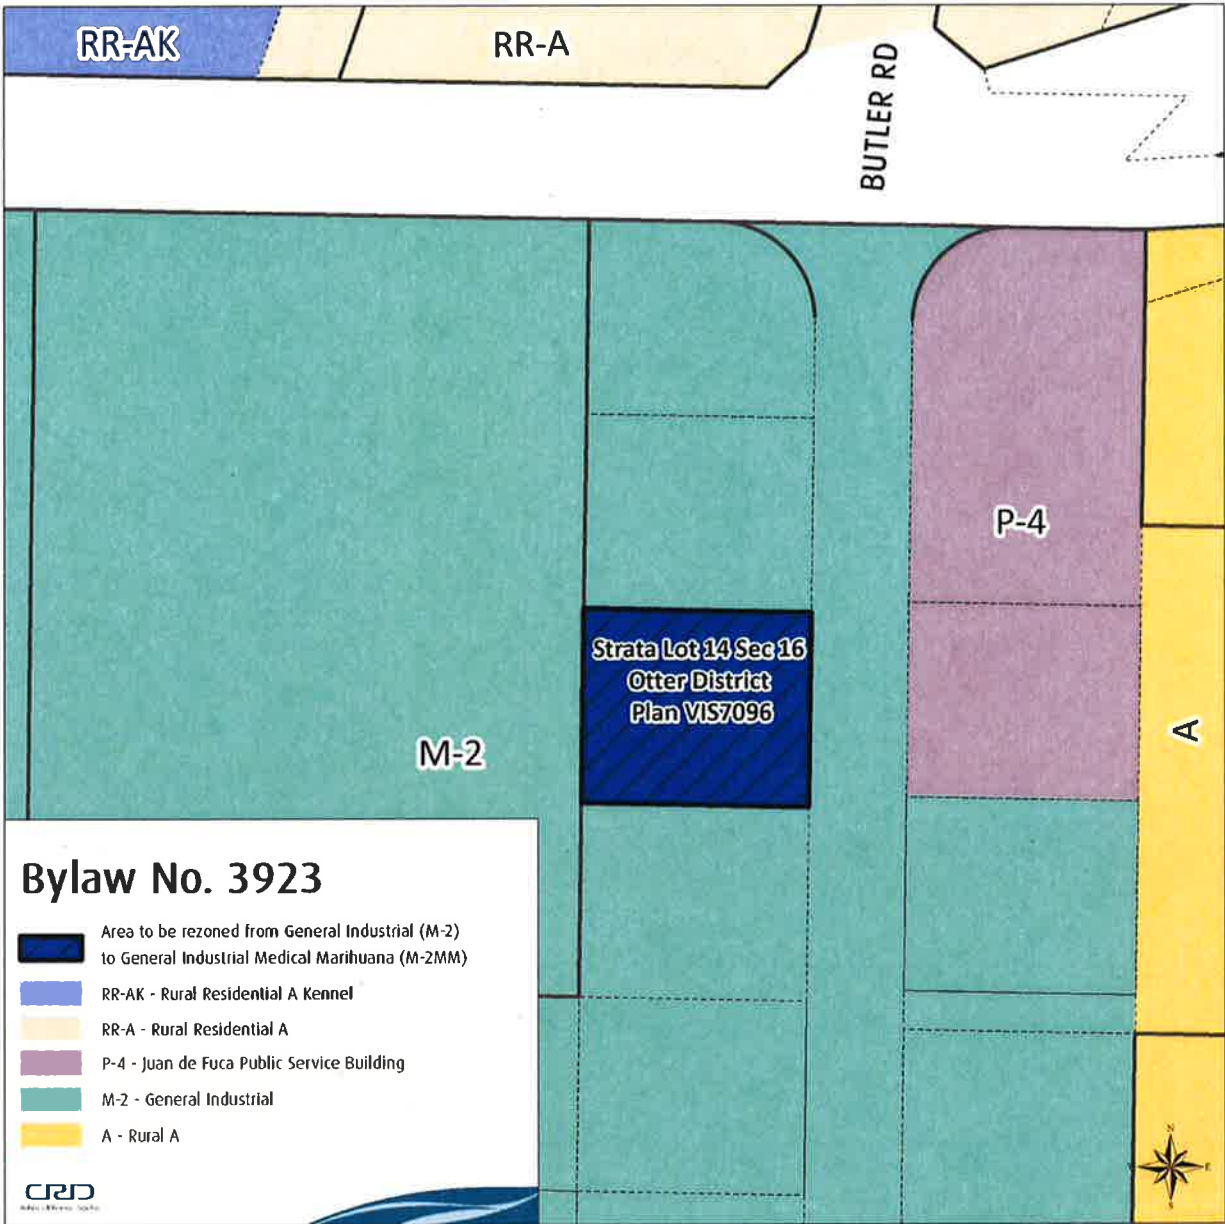 RR-AK
RR-A
BUTLER RD
P-4
Strata Lot 14 Sec 16
Otter District
Plan VIS7096
M-2
A
Bylaw No. 3923
Area to be rezoned from General Industrial (M-2)
to General Industrial Medical Marihuana (M-2MM)
RR-AK - Rural Residential A Kennel
RR-A - Rural Residential A
P-4 - Juan de Fuca Public Service Building
M-2 - General Industrial
A - Rural A
CRD
N
E
S